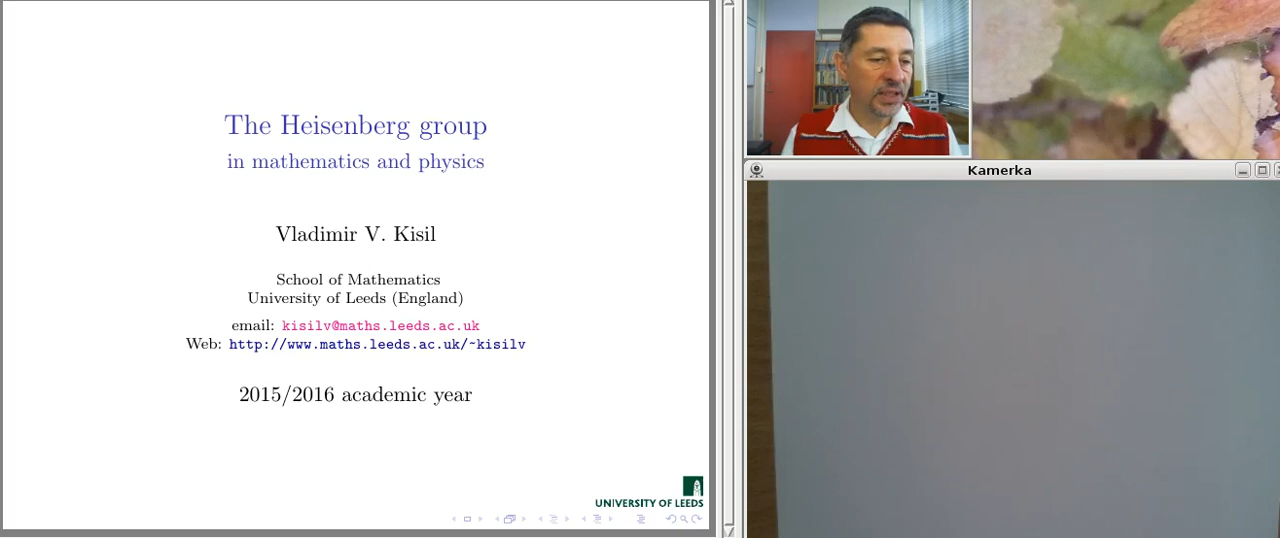 The Heisenberg group
in mathematics and physics
Vladimir V. Kisil
School of Mathematics
University of Leeds (England)
email: kisilv@maths.leeds.ac.uk
Web: http://www.maths.leeds.ac.uk/~kisilv
2015/2016 academic year
UNIVERSITY OF LEEDS
Kamerka